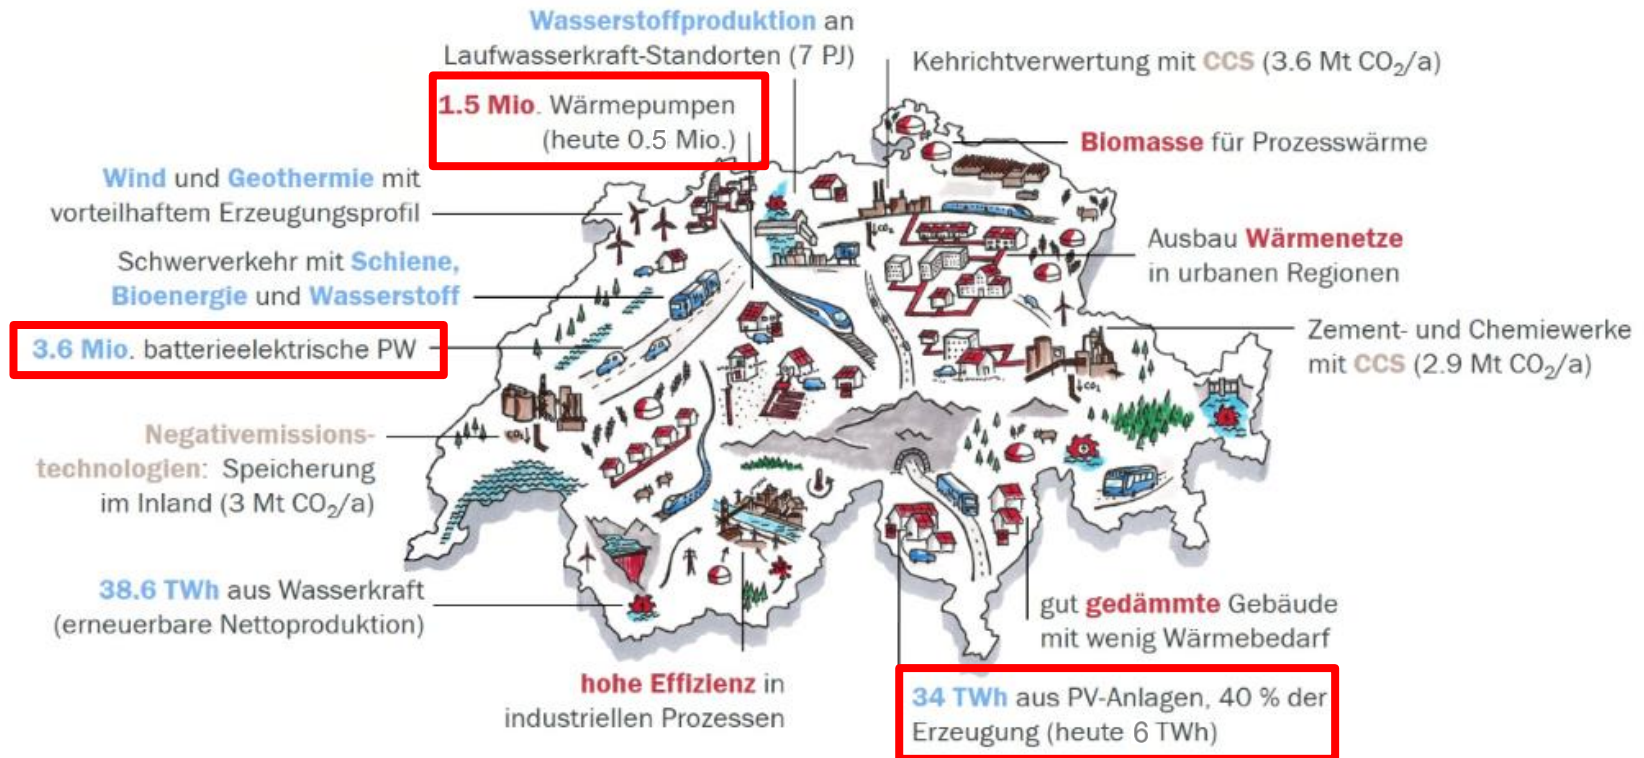 Wasserstoffproduktion an
Laufwasserkraft-Standorten (7 PJ)
Kehrichtverwertung mit CCS (3.6 Mt CO₂/a)
1.5 Mio. Wärmepumpen
(heute 0.5 Mio.)
Biomasse für Prozesswärme
Wind und Geothermie mit
vorteilhaftem Erzeugungsprofil
Ausbau Wärmenetze
in urbanen Regionen
Schwerverkehr mit Schiene,
Bioenergie und Wasserstoff
3.6 Mio. batterieelektrische PW
Zement- und Chemiewerke
mit CCS (2.9 Mt CO₂/a)
Negativemissions-
technologien: Speicherung
im Inland (3 Mt CO₂/a)
38.6 TWh aus Wasserkraft
(erneuerbare Nettoproduktion)
gut gedämmte Gebäude
mit wenig Wärmebedarf
hohe Effizienz in
industriellen Prozessen
34 TWh aus PV-Anlagen, 40 % der
Erzeugung (heute 6 TWh)
CO₂
CO₂
CO₂